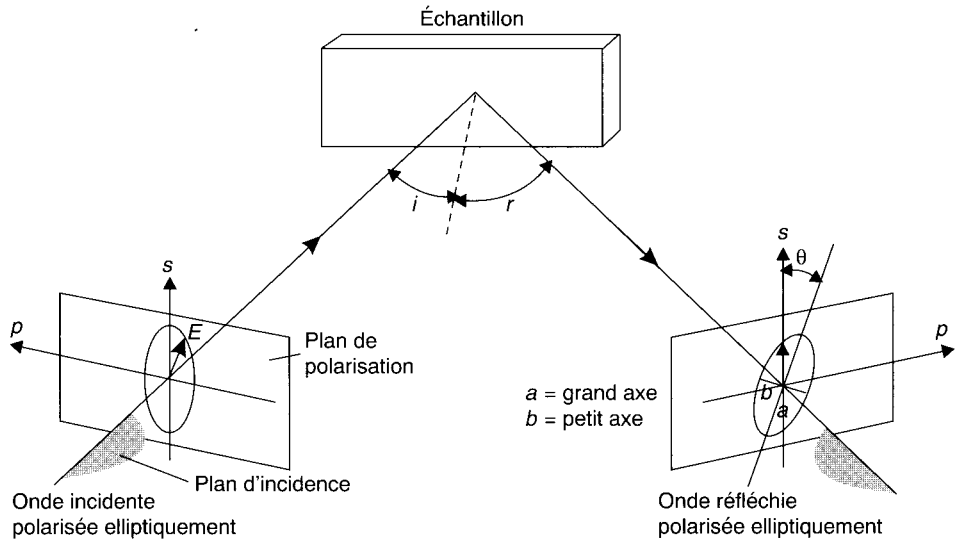 Échantillon
i
r
s
E
p
Plan de
polarisation
Plan d'incidence
Onde incidente
polarisée elliptiquement
s
θ
p
b
a
a = grand axe
b = petit axe
Onde réfléchie
polarisée elliptiquement